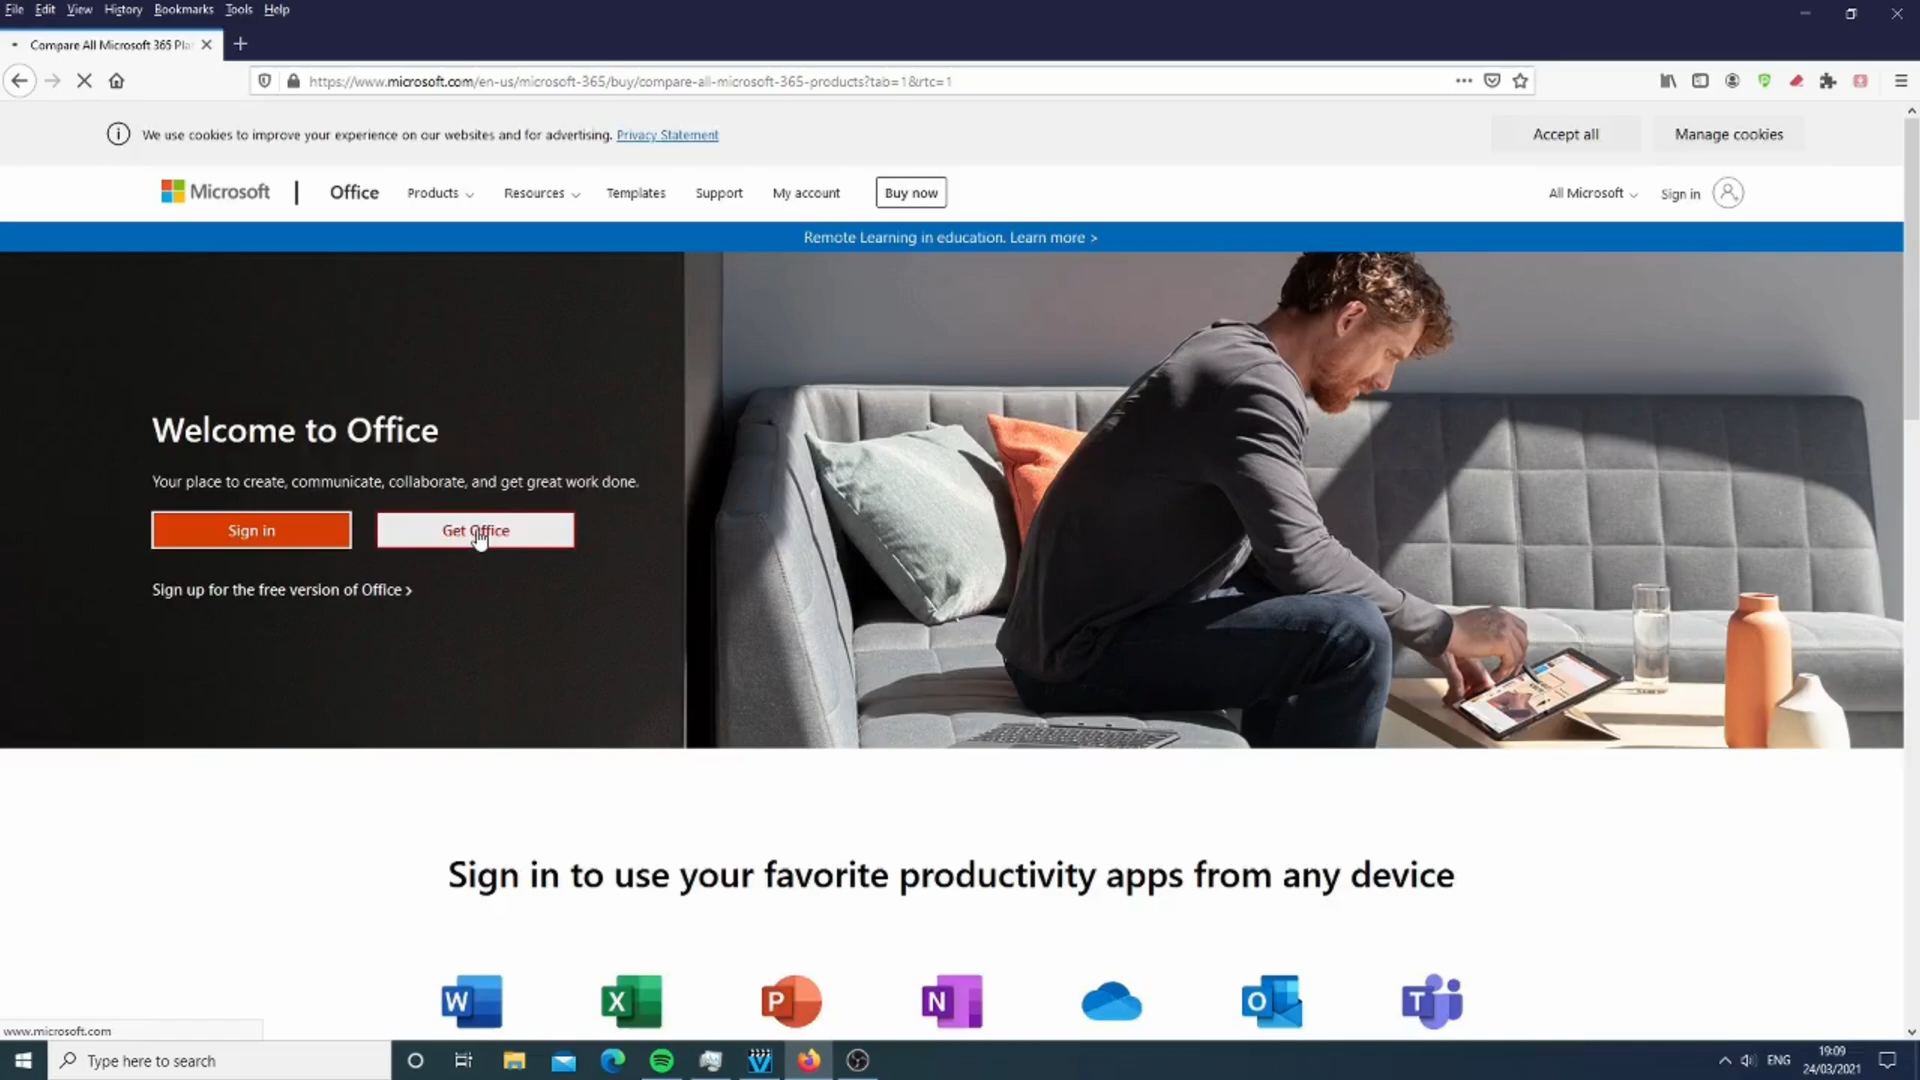 File Edit View History Bookmarks Tools Help
Compare All Microsoft 365 Pla
https://www.microsoft.com/en-us/microsoft-365/buy/compare-all-microsoft-365-products?tab=1&rtc=1
We use cookies to improve your experience on our websites and for advertising. Privacy Statement
Accept all
Manage cookies
Microsoft
Office
Products
Resources
Templates
Support
My account
Buy now
All Microsoft
Sign in
Remote Learning in education. Learn more >
Welcome to Office
Your place to create, communicate, collaborate, and get great work done.
Sign in
Get Office
Sign up for the free version of Office >
Sign in to use your favorite productivity apps from any device
W
X
P
N
O
T
www.microsoft.com
Type here to search
ENG
19:09
24/03/2021